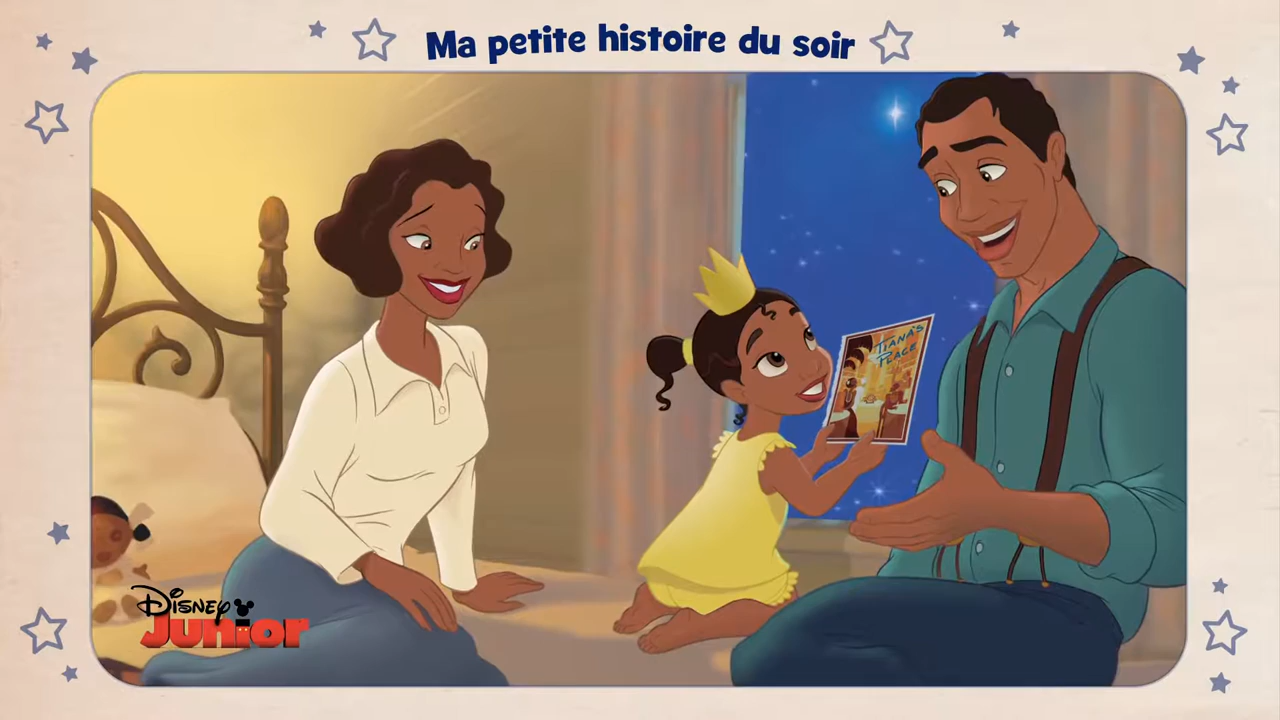 Ma petite histoire du soir
TIANA'S
PLACE
DISNEY
Junior